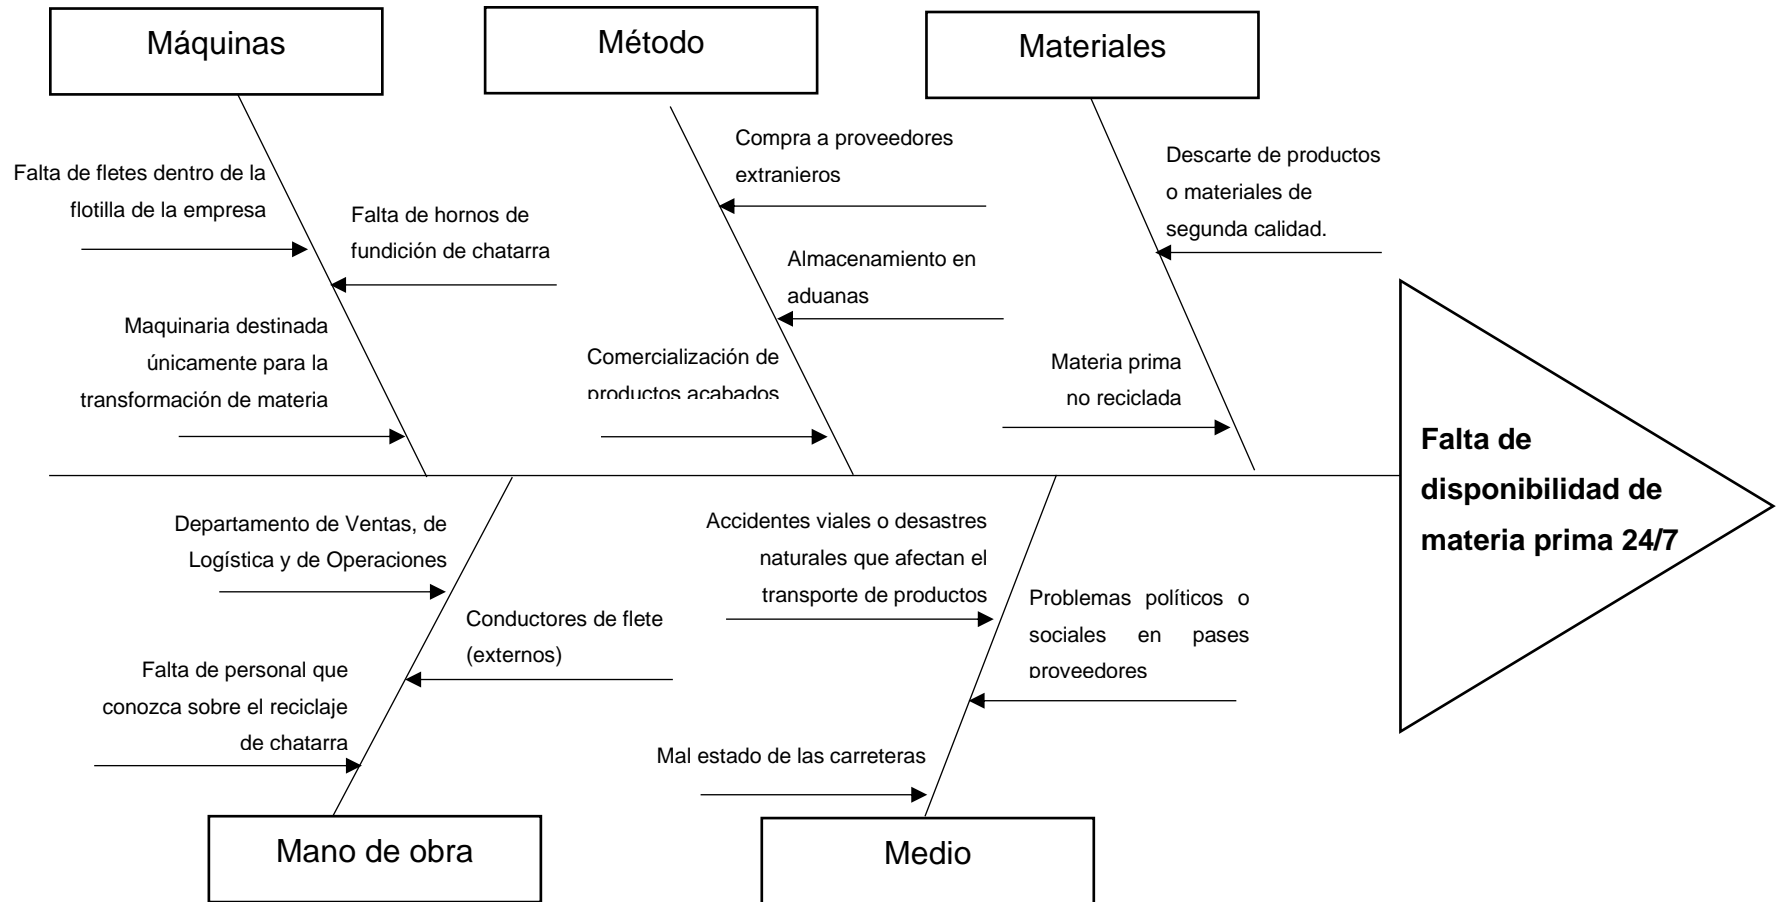 Máquinas
Método
Materiales
Falta de fletes dentro de la
flotilla de la empresa
Falta de hornos de
fundición de chatarra
Maquinaria destinada
únicamente para la
transformación de materia
Compra a proveedores
extranieros
Almacenamiento en
aduanas
Comercialización de
productos acabados
Descarte de productos
o materiales de
segunda calidad.
Materia prima
no reciclada
Falta de
disponibilidad de
materia prima 24/7
Departamento de Ventas, de
Logística y de Operaciones
Conductores de flete
(externos)
Falta de personal que
conozca sobre el reciclaje
de chatarra
Accidentes viales o desastres
naturales que afectan el
transporte de productos
Problemas políticos o
sociales en pases
proveedores
Mal estado de las carreteras
Mano de obra
Medio